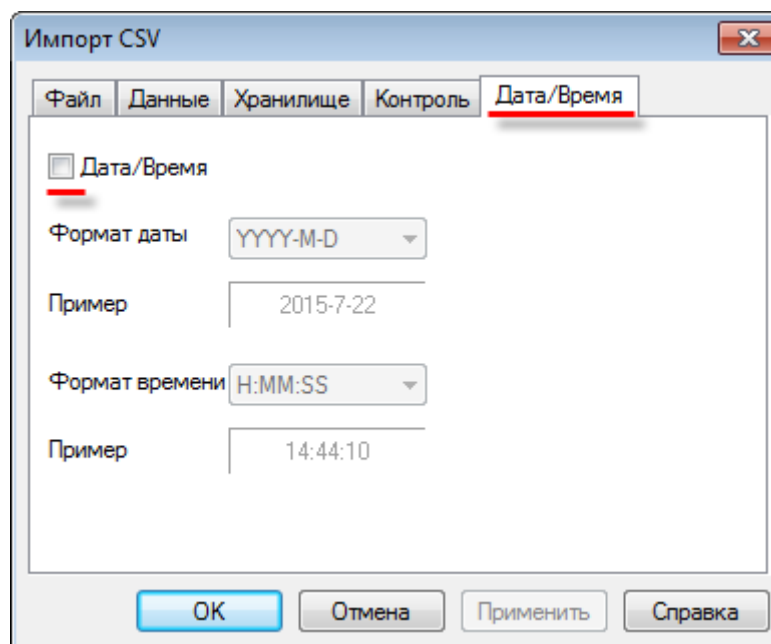 Импорт CSV
Файл Данные Хранилище Контроль Дата/Время
Дата/Время
Формат даты YYYY-M-D
Пример 2015-7-22
Формат времени H:MM:SS
Пример 14:44:10
OK Отмена Применить Справка